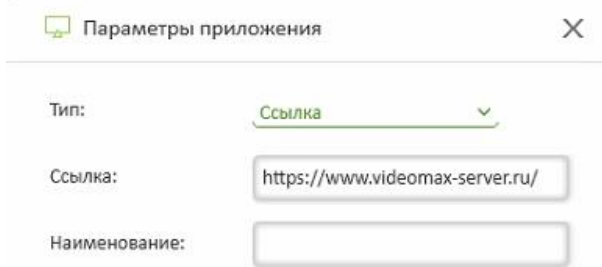 Параметры приложения
Тип: Ссылка
Ссылка: https://www.videomax-server.ru/
Наименование: